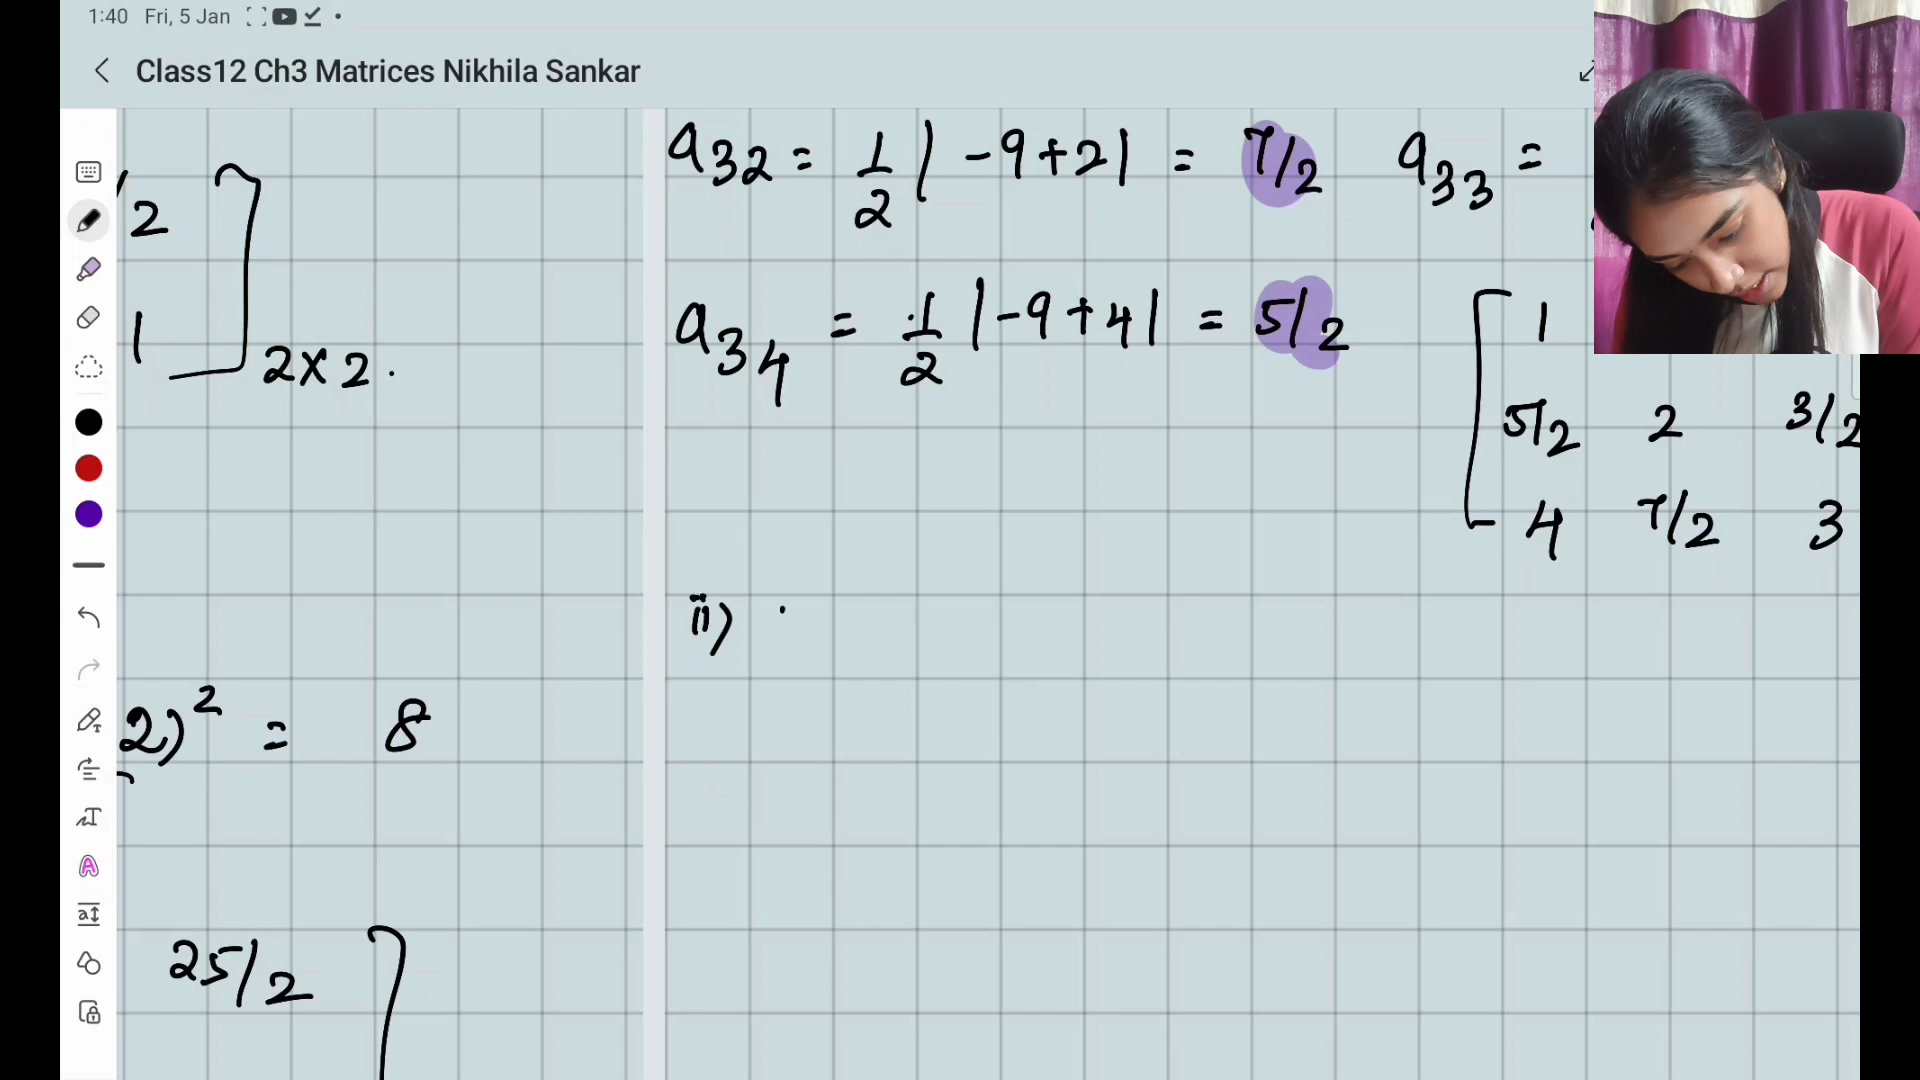 1:40 Fri, 5 Jan
Class12 Ch3 Matrices Nikhila Sankar
2
1
2×2.
2)² = 8
25/2
a₃₂ = 1/2 |-9+2| = 7/2 a₃₃ =
a₃₄ = 1/2 |-9+4| = 5/2
1
5/2 2 3/2
4 7/2 3
ii)